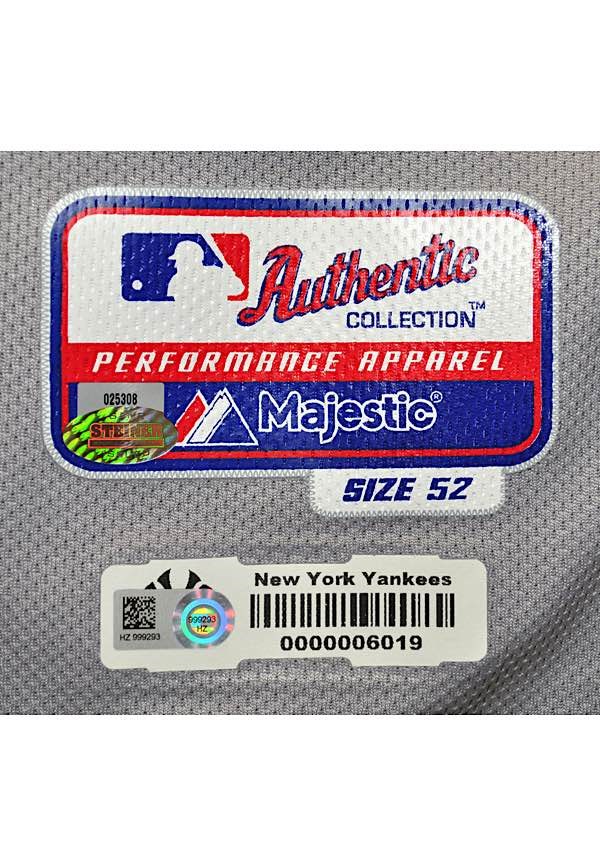 Authentic
COLLECTION™
PERFORMANCE APPAREL
025308
STEINER
Majestic®
SIZE 52
New York Yankees
999293
HZ
HZ 999293
0000006019